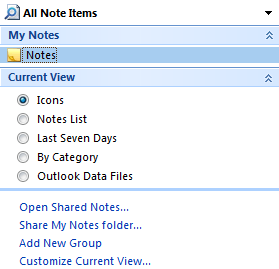 All Note Items
My Notes
Notes
Current View
Icons
Notes List
Last Seven Days
By Category
Outlook Data Files
Open Shared Notes...
Share My Notes folder...
Add New Group
Customize Current View...